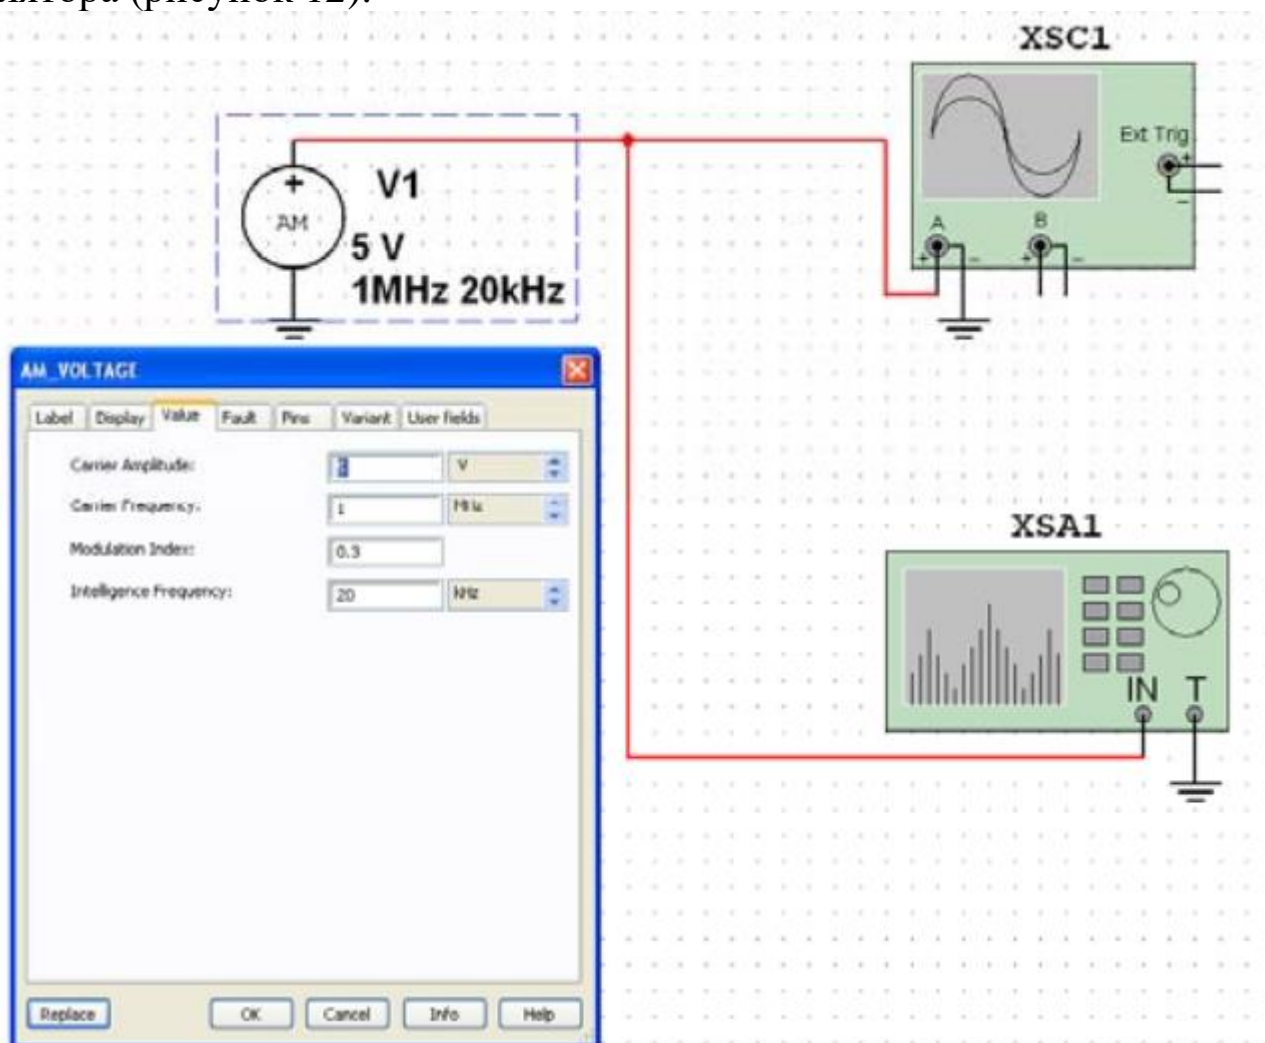 (рисунок 12).
XSC1
Ext Trig
+
−
A
B
+
−
+
−
V1
+
AM
5 V
1MHz 20kHz
AM_VOLTAGE
Label Display Value Fault Pins Variant User fields
Carrier Amplitude: V
Carrier Frequency: 1 MHz
Modulation Index: 0.3
Intelligence Frequency: 20 kHz
Replace OK Cancel Info Help
XSA1
IN T